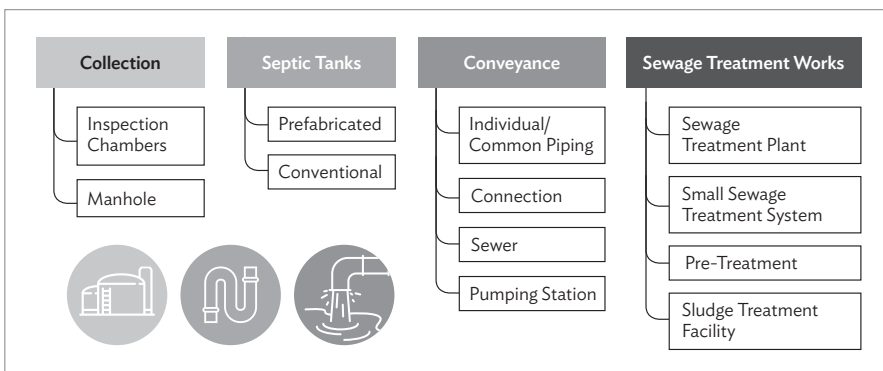 Collection
Inspection
Chambers
Manhole
Septic Tanks
Prefabricated
Conventional
Conveyance
Individual/
Common Piping
Connection
Sewer
Pumping Station
Sewage Treatment Works
Sewage
Treatment Plant
Small Sewage
Treatment System
Pre-Treatment
Sludge Treatment
Facility